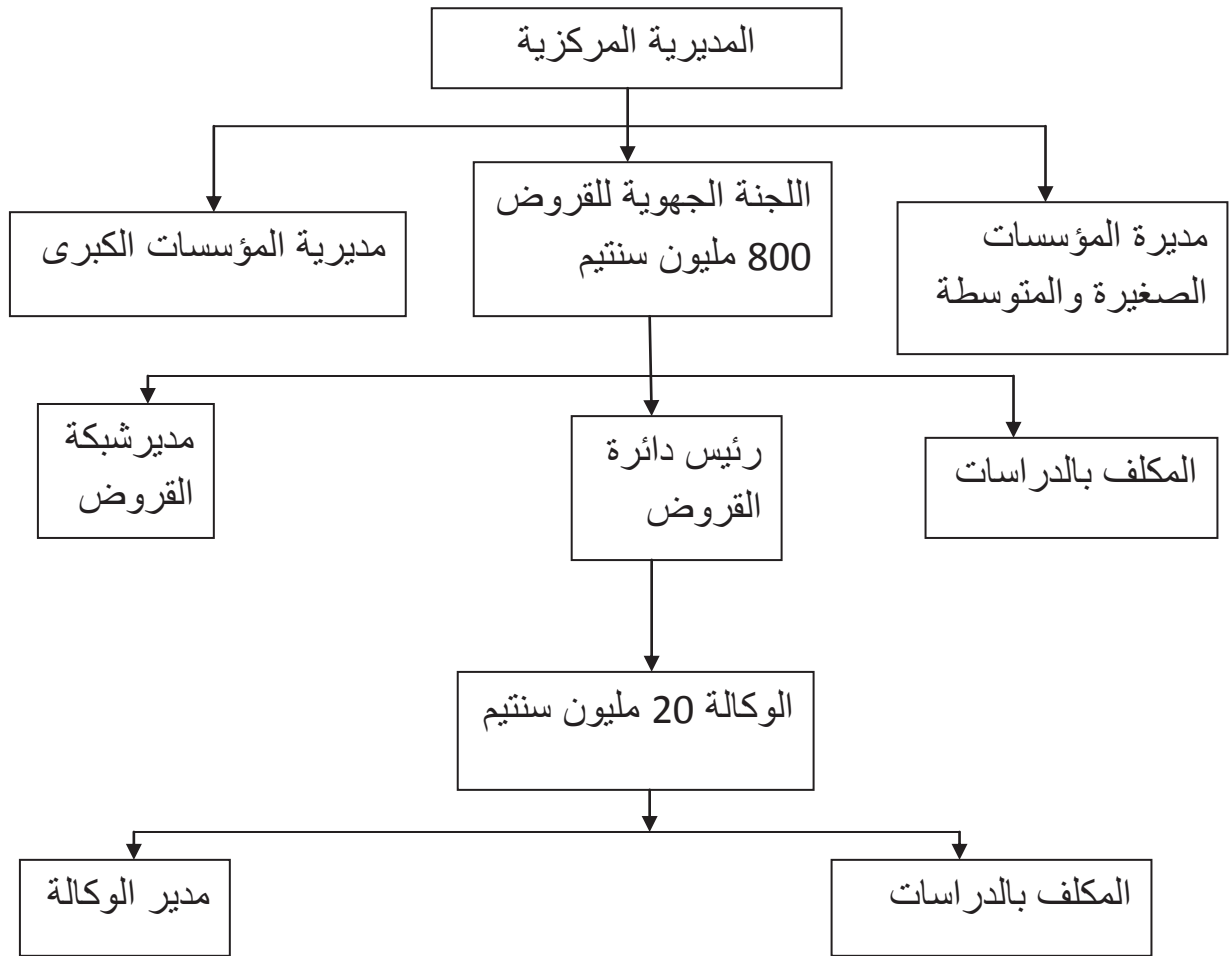 المديرية المركزية
مديرة المؤسسات
الصغيرة والمتوسطة
اللجنة الجهوية للقروض
800 مليون سنتيم
مديرية المؤسسات الكبرى
المكلف بالدراسات
رئيس دائرة
القروض
مديرشبكة
القروض
الوكالة 20 مليون سنتيم
المكلف بالدراسات
مدير الوكالة